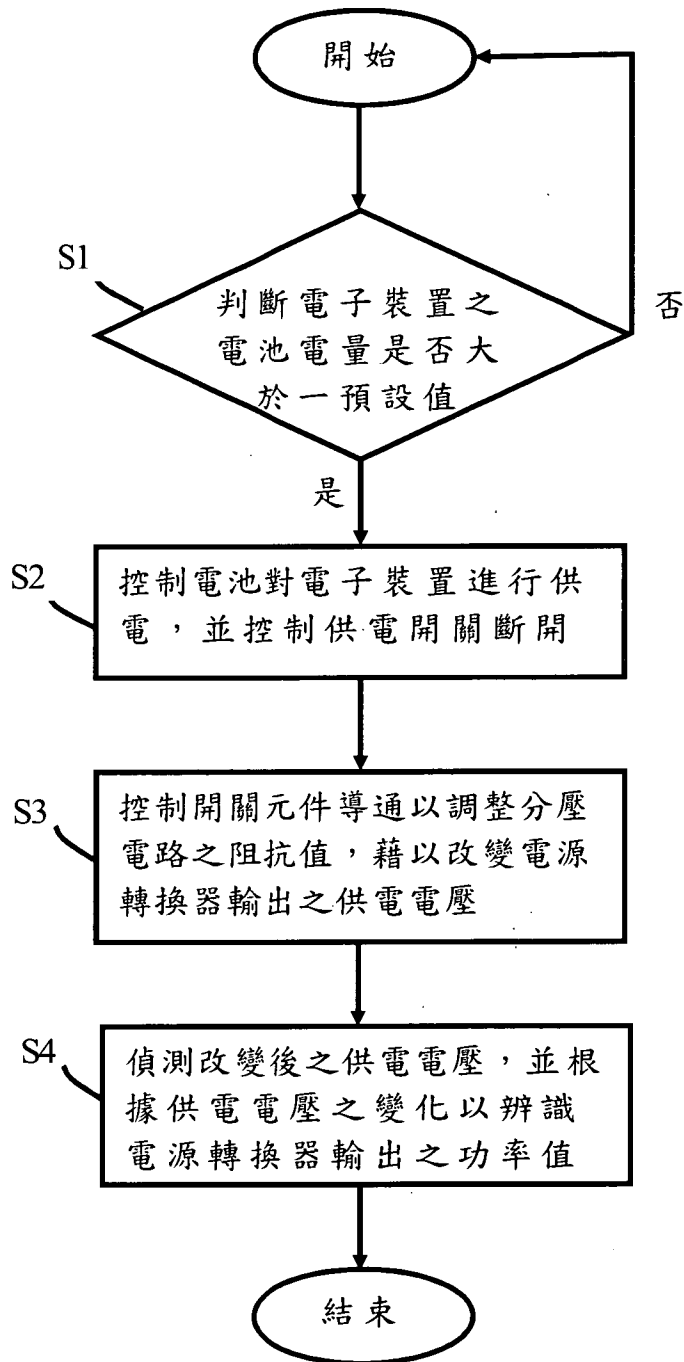 開始
S1
判斷電子裝置之
電池電量是否大
於一預設值
否
是
S2
控制電池對電子裝置進行供
電，並控制供電開關斷開
S3
控制開關元件導通以調整分壓
電路之阻抗值，藉以改變電源
轉換器輸出之供電電壓
S4
偵測改變後之供電電壓，並根
據供電電壓之變化以辨識
電源轉換器輸出之功率值
結束